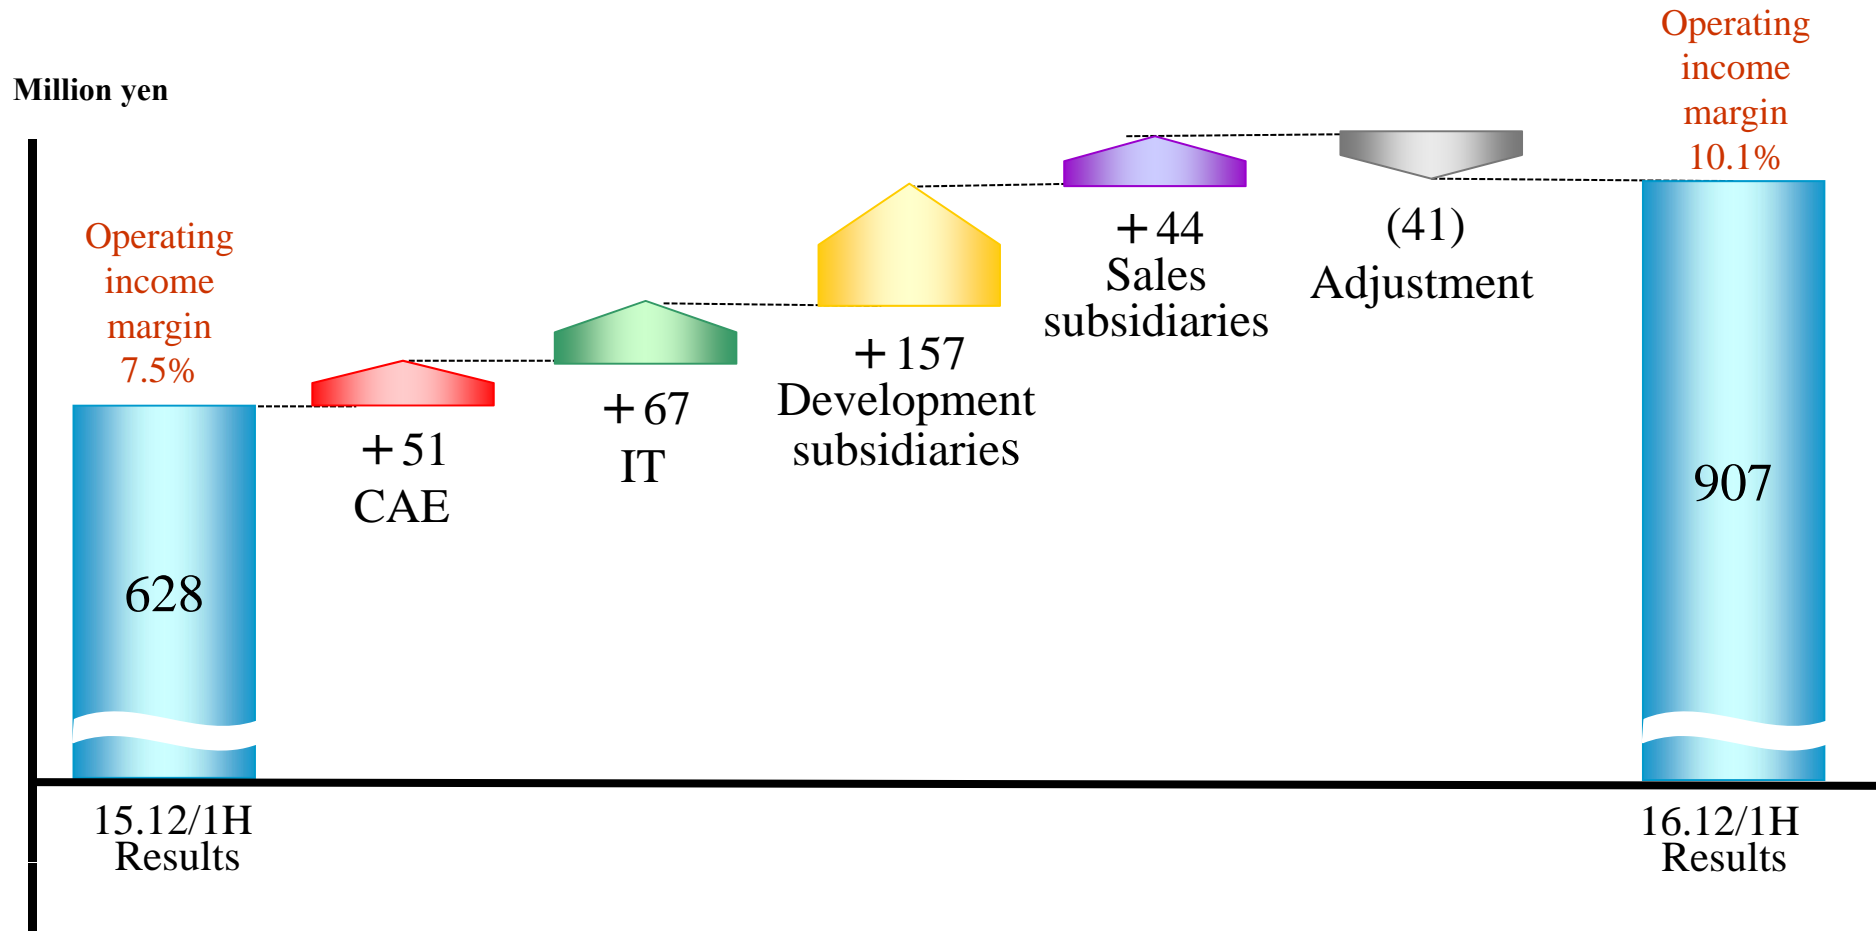 Million yen
Operating
income
margin
7.5%
628
15.12/1H
Results
+51
CAE
+67
IT
+157
Development
subsidiaries
+44
Sales
subsidiaries
(41)
Adjustment
Operating
income
margin
10.1%
907
16.12/1H
Results